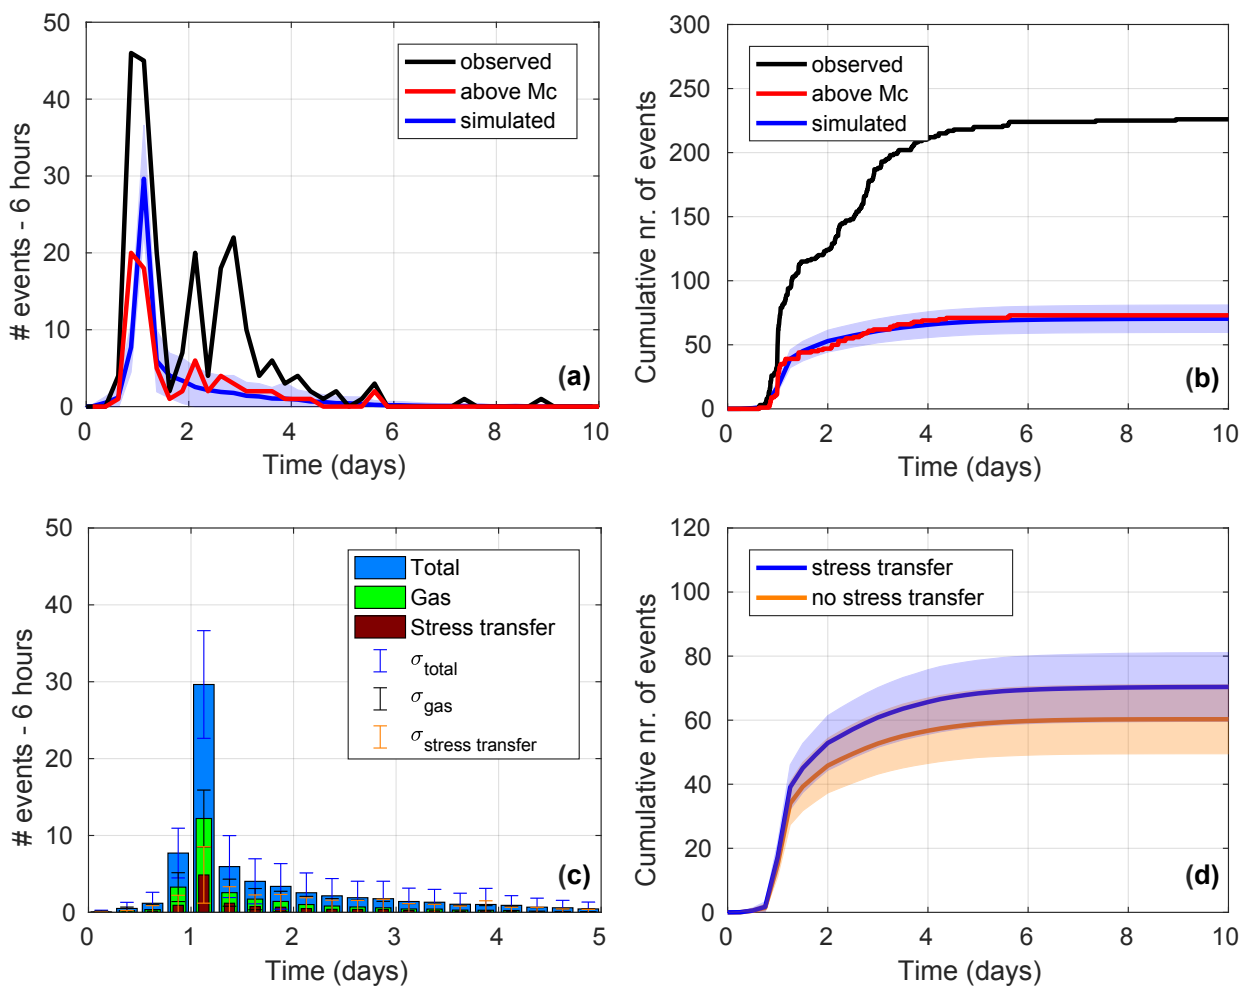 50
40
30
20
10
0
# events - 6 hours
observed
above Mc
simulated
(a)
0 2 4 6 8 10
Time (days)
300
250
200
150
100
50
0
Cumulative nr. of events
observed
above Mc
simulated
(b)
0 2 4 6 8 10
Time (days)
50
40
30
20
10
0
# events - 6 hours
Total
Gas
Stress transfer
σtotal
σgas
σstress transfer
(c)
0 1 2 3 4 5
Time (days)
120
100
80
60
40
20
0
Cumulative nr. of events
stress transfer
no stress transfer
(d)
0 2 4 6 8 10
Time (days)